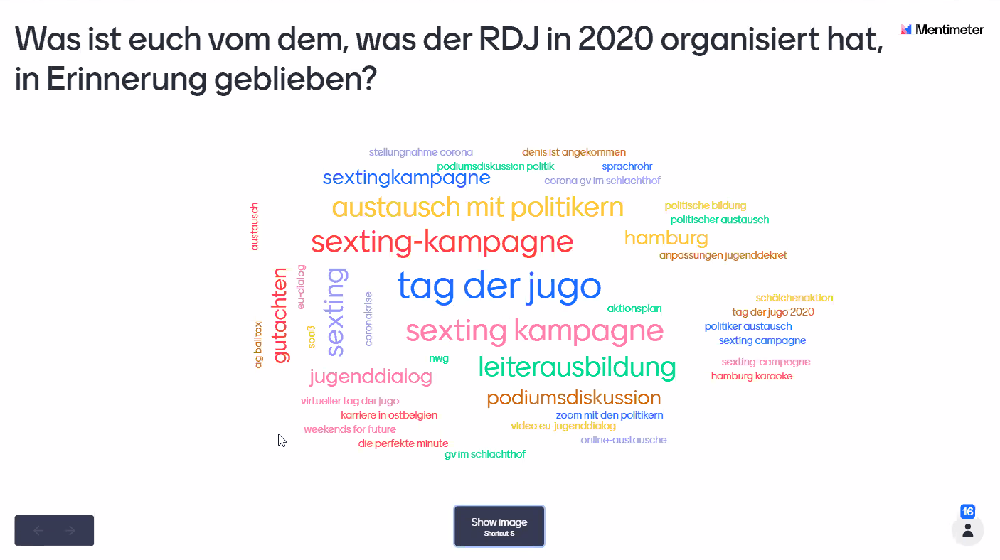 Was ist euch vom dem, was der RDJ in 2020 organisiert hat,
in Erinnerung geblieben?
Mentimeter
stellungnahme corona
denis ist angekommen
podiumsdiskussion politik
sprachrohr
sextingkampagne
corona gv im schlachthof
austausch
austausch mit politikern
politische bildung
politischer austausch
sexting-kampagne
hamburg
anpassungen jugenddekret
gutachten
eu-dialog
sexting
coronakrise
tag der jugo
schälchenaktion
aktionsplan
tag der jugo 2020
ag balltaxi
spaß
sexting kampagne
politiker austausch
sexting campagne
nwg
leiterausbildung
sexting-campagne
jugenddialog
hamburg karaoke
virtueller tag der jugo
podiumsdiskussion
karriere in ostbelgien
zoom mit den politikern
weekends for future
video eu-jugenddialog
die perfekte minute
online-austausche
gv im schlachthof
Show image
Shortcut S
16